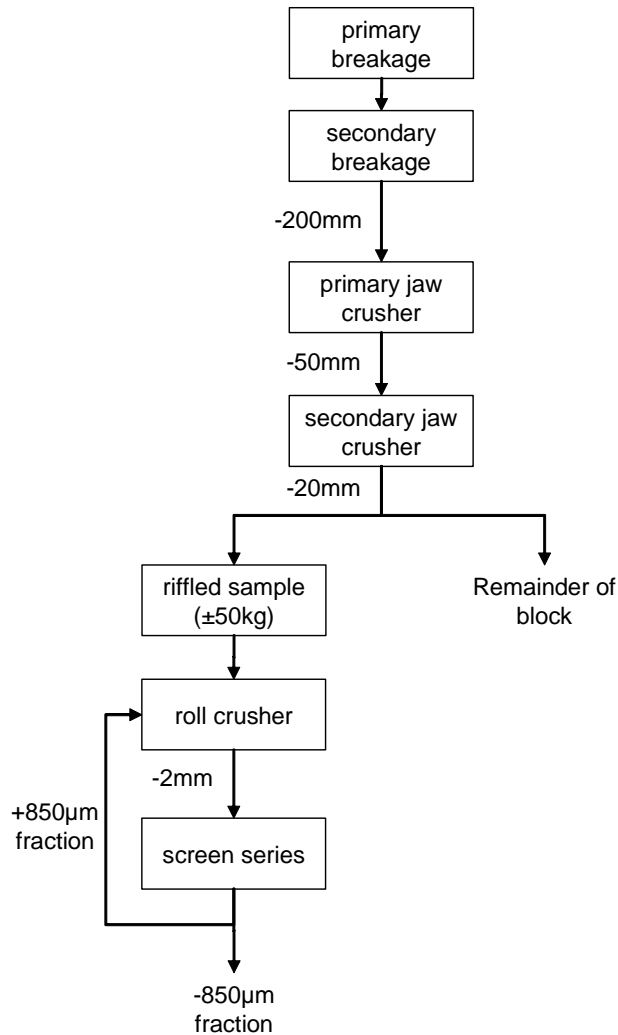 primary
breakage
secondary
breakage
-200mm
primary jaw
crusher
-50mm
secondary jaw
crusher
-20mm
riffled sample
(±50kg)
Remainder of
block
roll crusher
-2mm
+850µm
fraction
screen series
-850µm
fraction